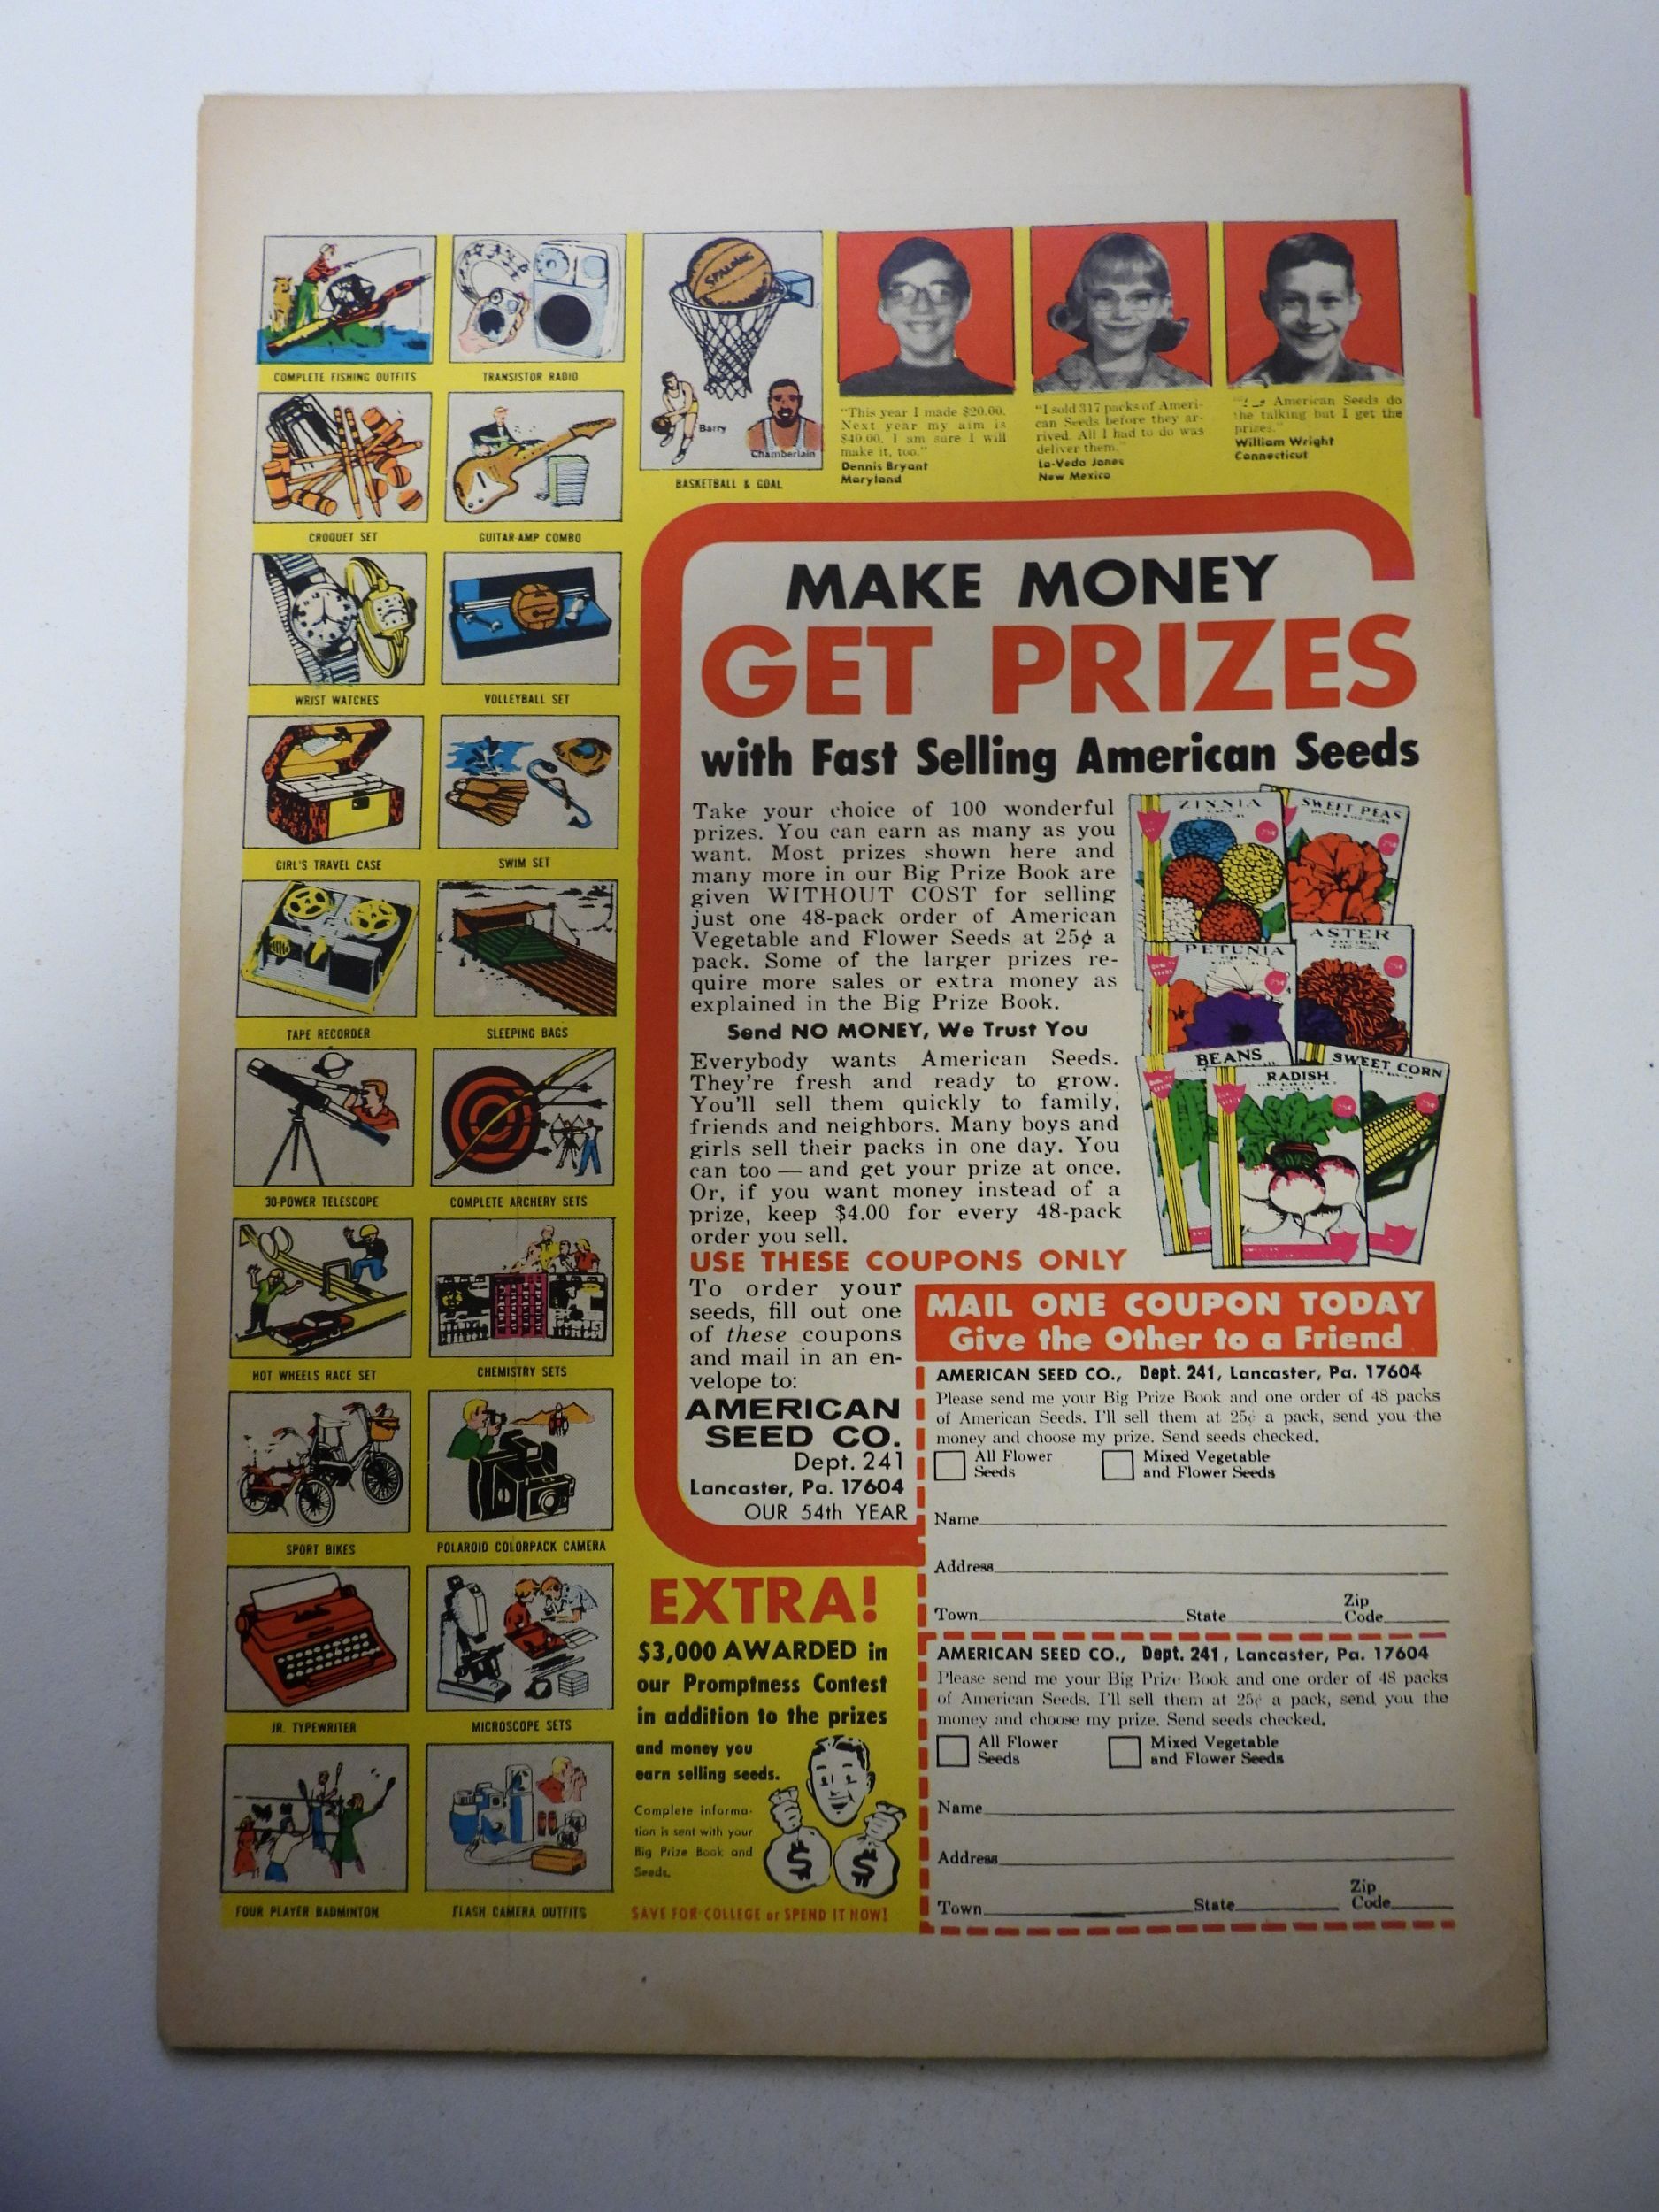 COMPLETE FISHING OUTFITS
TRANSISTOR RADIO
SPALDING
Barry
Chamberlain
BASKETBALL & GOAL
CROQUET SET
GUITAR-AMP COMBO
WRIST WATCHES
VOLLEYBALL SET
GIRL'S TRAVEL CASE
SWIM SET
TAPE RECORDER
SLEEPING BAGS
30-POWER TELESCOPE
COMPLETE ARCHERY SETS
HOT WHEELS RACE SET
CHEMISTRY SETS
SPORT BIKES
POLAROID COLORPACK CAMERA
JR. TYPEWRITER
MICROSCOPE SETS
FOUR PLAYER BADMINTON
FLASH CAMERA OUTFITS
"This year I made $20.00.
Next year my aim is
$40.00. I am sure I will
make it, too."
Dennis Bryant
Maryland
"I sold 317 packs of Ameri-
can Seeds before they ar-
rived. All I had to do was
deliver them."
La-Veda Jones
New Mexico
American Seeds do
the talking but I get the
prizes."
William Wright
Connecticut
MAKE MONEY
GET PRIZES
with Fast Selling American Seeds
Take your choice of 100 wonderful
prizes. You can earn as many as you
want. Most prizes shown here and
many more in our Big Prize Book are
given WITHOUT COST for selling
just one 48-pack order of American
Vegetable and Flower Seeds at 25¢ a
pack. Some of the larger prizes re-
quire more sales or extra money as
explained in the Big Prize Book.
Send NO MONEY, We Trust You
Everybody wants American Seeds.
They're fresh and ready to grow.
You'll sell them quickly to family,
friends and neighbors. Many boys and
girls sell their packs in one day. You
can too — and get your prize at once.
Or, if you want money instead of a
prize, keep $4.00 for every 48-pack
order you sell.
USE THESE COUPONS ONLY
To order your
seeds, fill out one
of these coupons
and mail in an en-
velope to:
AMERICAN
SEED CO.
Dept. 241
Lancaster, Pa. 17604
OUR 54th YEAR
ZINNIA
SWEET PEAS
PETUNIA
ASTER
BEANS
SWEET CORN
RADISH
MAIL ONE COUPON TODAY
Give the Other to a Friend
AMERICAN SEED CO., Dept. 241, Lancaster, Pa. 17604
Please send me your Big Prize Book and one order of 48 packs
of American Seeds. I'll sell them at 25¢ a pack, send you the
money and choose my prize. Send seeds checked.
All Flower Seeds
Mixed Vegetable and Flower Seeds
Name
Address
Town State Zip Code
AMERICAN SEED CO., Dept. 241, Lancaster, Pa. 17604
Please send me your Big Prize Book and one order of 48 packs
of American Seeds. I'll sell them at 25¢ a pack, send you the
money and choose my prize. Send seeds checked.
All Flower Seeds
Mixed Vegetable and Flower Seeds
Name
Address
Town State Zip Code
EXTRA!
$3,000 AWARDED in
our Promptness Contest
in addition to the prizes
and money you
earn selling seeds.
Complete informa-
tion is sent with your
Big Prize Book and
Seeds.
$ $
SAVE FOR COLLEGE or SPEND IT NOW!